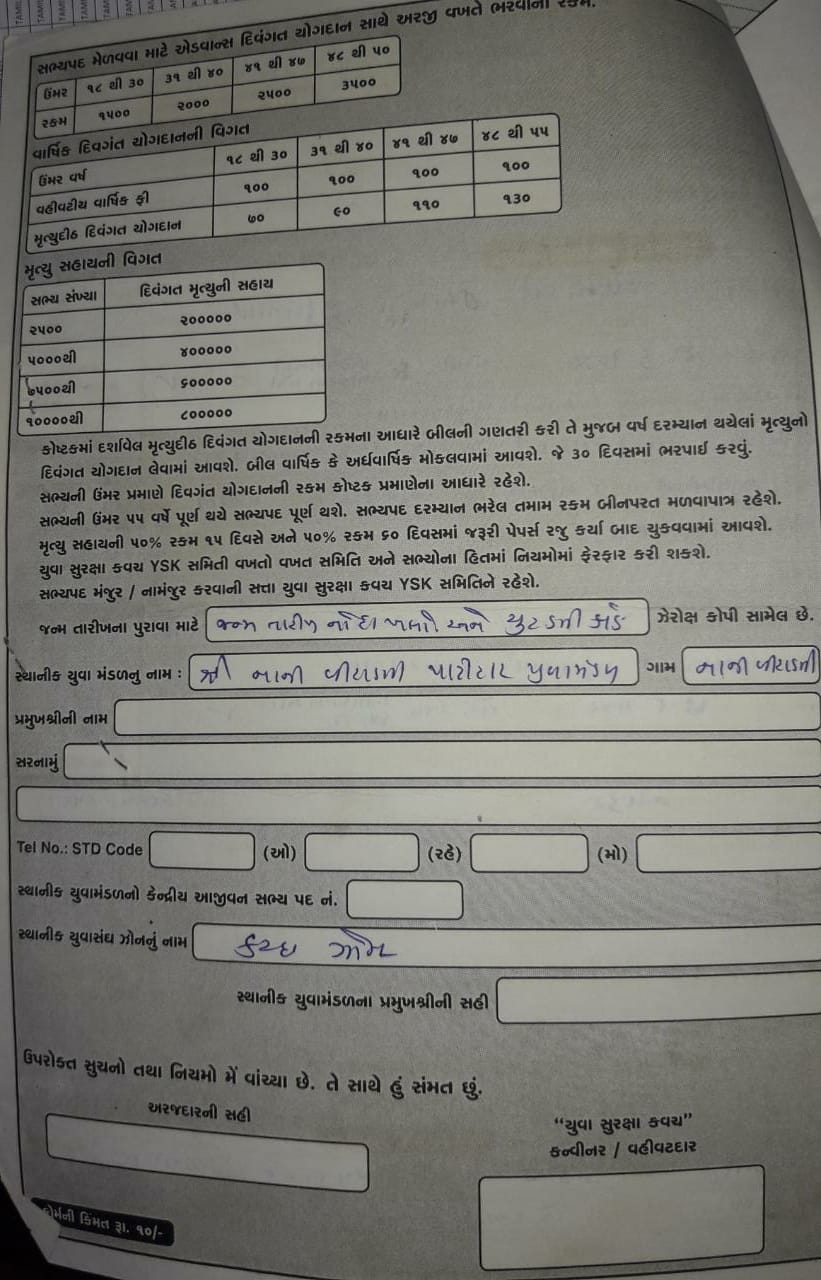 સભ્યપદ મેળવવા માટે એડવાન્સ દિવંગત યોગદાન સાથે અરજી વખતે ભરવાની રકમ.
ઉંમર ૧૮ થી ૩૦ ૩૧ થી ૪૦ ૪૧ થી ૪૭ ૪૮ થી ૫૦
રકમ ૧૫૦૦ ૨૦૦૦ ૨૫૦૦ ૩૫૦૦
વાર્ષિક દિવગંત યોગદાનની વિગત
ઉંમર વર્ષ ૧૮ થી ૩૦ ૩૧ થી ૪૦ ૪૧ થી ૪૭ ૪૮ થી ૫૫
વહીવટીય વાર્ષિક ફી ૧૦૦ ૧૦૦ ૧૦૦ ૧૦૦
મૃત્યુદીઠ દિવંગત યોગદાન ૭૦ ૯૦ ૧૧૦ ૧૩૦
મૃત્યુ સહાયની વિગત
સભ્ય સંખ્યા દિવંગત મૃત્યુની સહાય
૨૫૦૦ ૨૦૦૦૦૦
૫૦૦૦થી ૪૦૦૦૦૦
૭૫૦૦થી ૬૦૦૦૦૦
૧૦૦૦૦થી ૮૦૦૦૦૦
કોષ્ટકમાં દર્શાવેલ મૃત્યુદીઠ દિવંગત યોગદાનની રકમના આધારે બીલની ગણતરી કરી તે મુજબ વર્ષ દરમ્યાન થયેલાં મૃત્યુનો
દિવંગત યોગદાન લેવામાં આવશે. બીલ વાર્ષિક કે અર્ધવાર્ષિક મોકલવામાં આવશે. જે ૩૦ દિવસમાં ભરપાઈ કરવું.
સભ્યની ઉંમર પ્રમાણે દિવગંત યોગદાનની રકમ કોષ્ટક પ્રમાણેના આધારે રહેશે.
સભ્યની ઉંમર ૫૫ વર્ષે પૂર્ણ થયે સભ્યપદ પૂર્ણ થશે. સભ્યપદ દરમ્યાન ભરેલ તમામ રકમ બીનપરત મળવાપાત્ર રહેશે.
મૃત્યુ સહાયની ૫૦% રકમ ૧૫ દિવસે અને ૫૦% રકમ ૬૦ દિવસમાં જરૂરી પેપર્સ રજુ કર્યા બાદ ચુકવવામાં આવશે.
યુવા સુરક્ષા કવચ YSK સમિતી વખતો વખત સમિતિ અને સભ્યોના હિતમાં નિયમોમાં ફેરફાર કરી શકશે.
સભ્યપદ મંજુર / નામંજુર કરવાની સત્તા યુવા સુરક્ષા કવચ YSK સમિતિને રહેશે.
જન્મ તારીખના પુરાવા માટે જન્મ તારીખ નો દાખલો અને ચુટડની કાર્ડ ઝેરોક્ષ કોપી સામેલ છે.
સ્થાનીક યુવા મંડળનુ નામ : શ્રી નાની વીરાણી પાટીદાર યુવામંડળ ગામ નાની વીરાણી
પ્રમુખશ્રીની નામ
સરનામું
Tel No.: STD Code (ઓ) (રહે) (મો)
સ્થાનીક યુવામંડળનો કેન્દ્રીય આજીવન સભ્ય પદ નં.
સ્થાનીક યુવાસંઘ ઝોનનું નામ કચ્છ ઝોન
સ્થાનીક યુવામંડળના પ્રમુખશ્રીની સહી
ઉપરોક્ત સુચનો તથા નિયમો મેં વાંચ્યા છે. તે સાથે હું સંમત છું.
અરજદારની સહી
“યુવા સુરક્ષા કવચ”
કન્વીનર / વહીવટદાર
ફોર્મની કિંમત રૂા. ૧૦/-